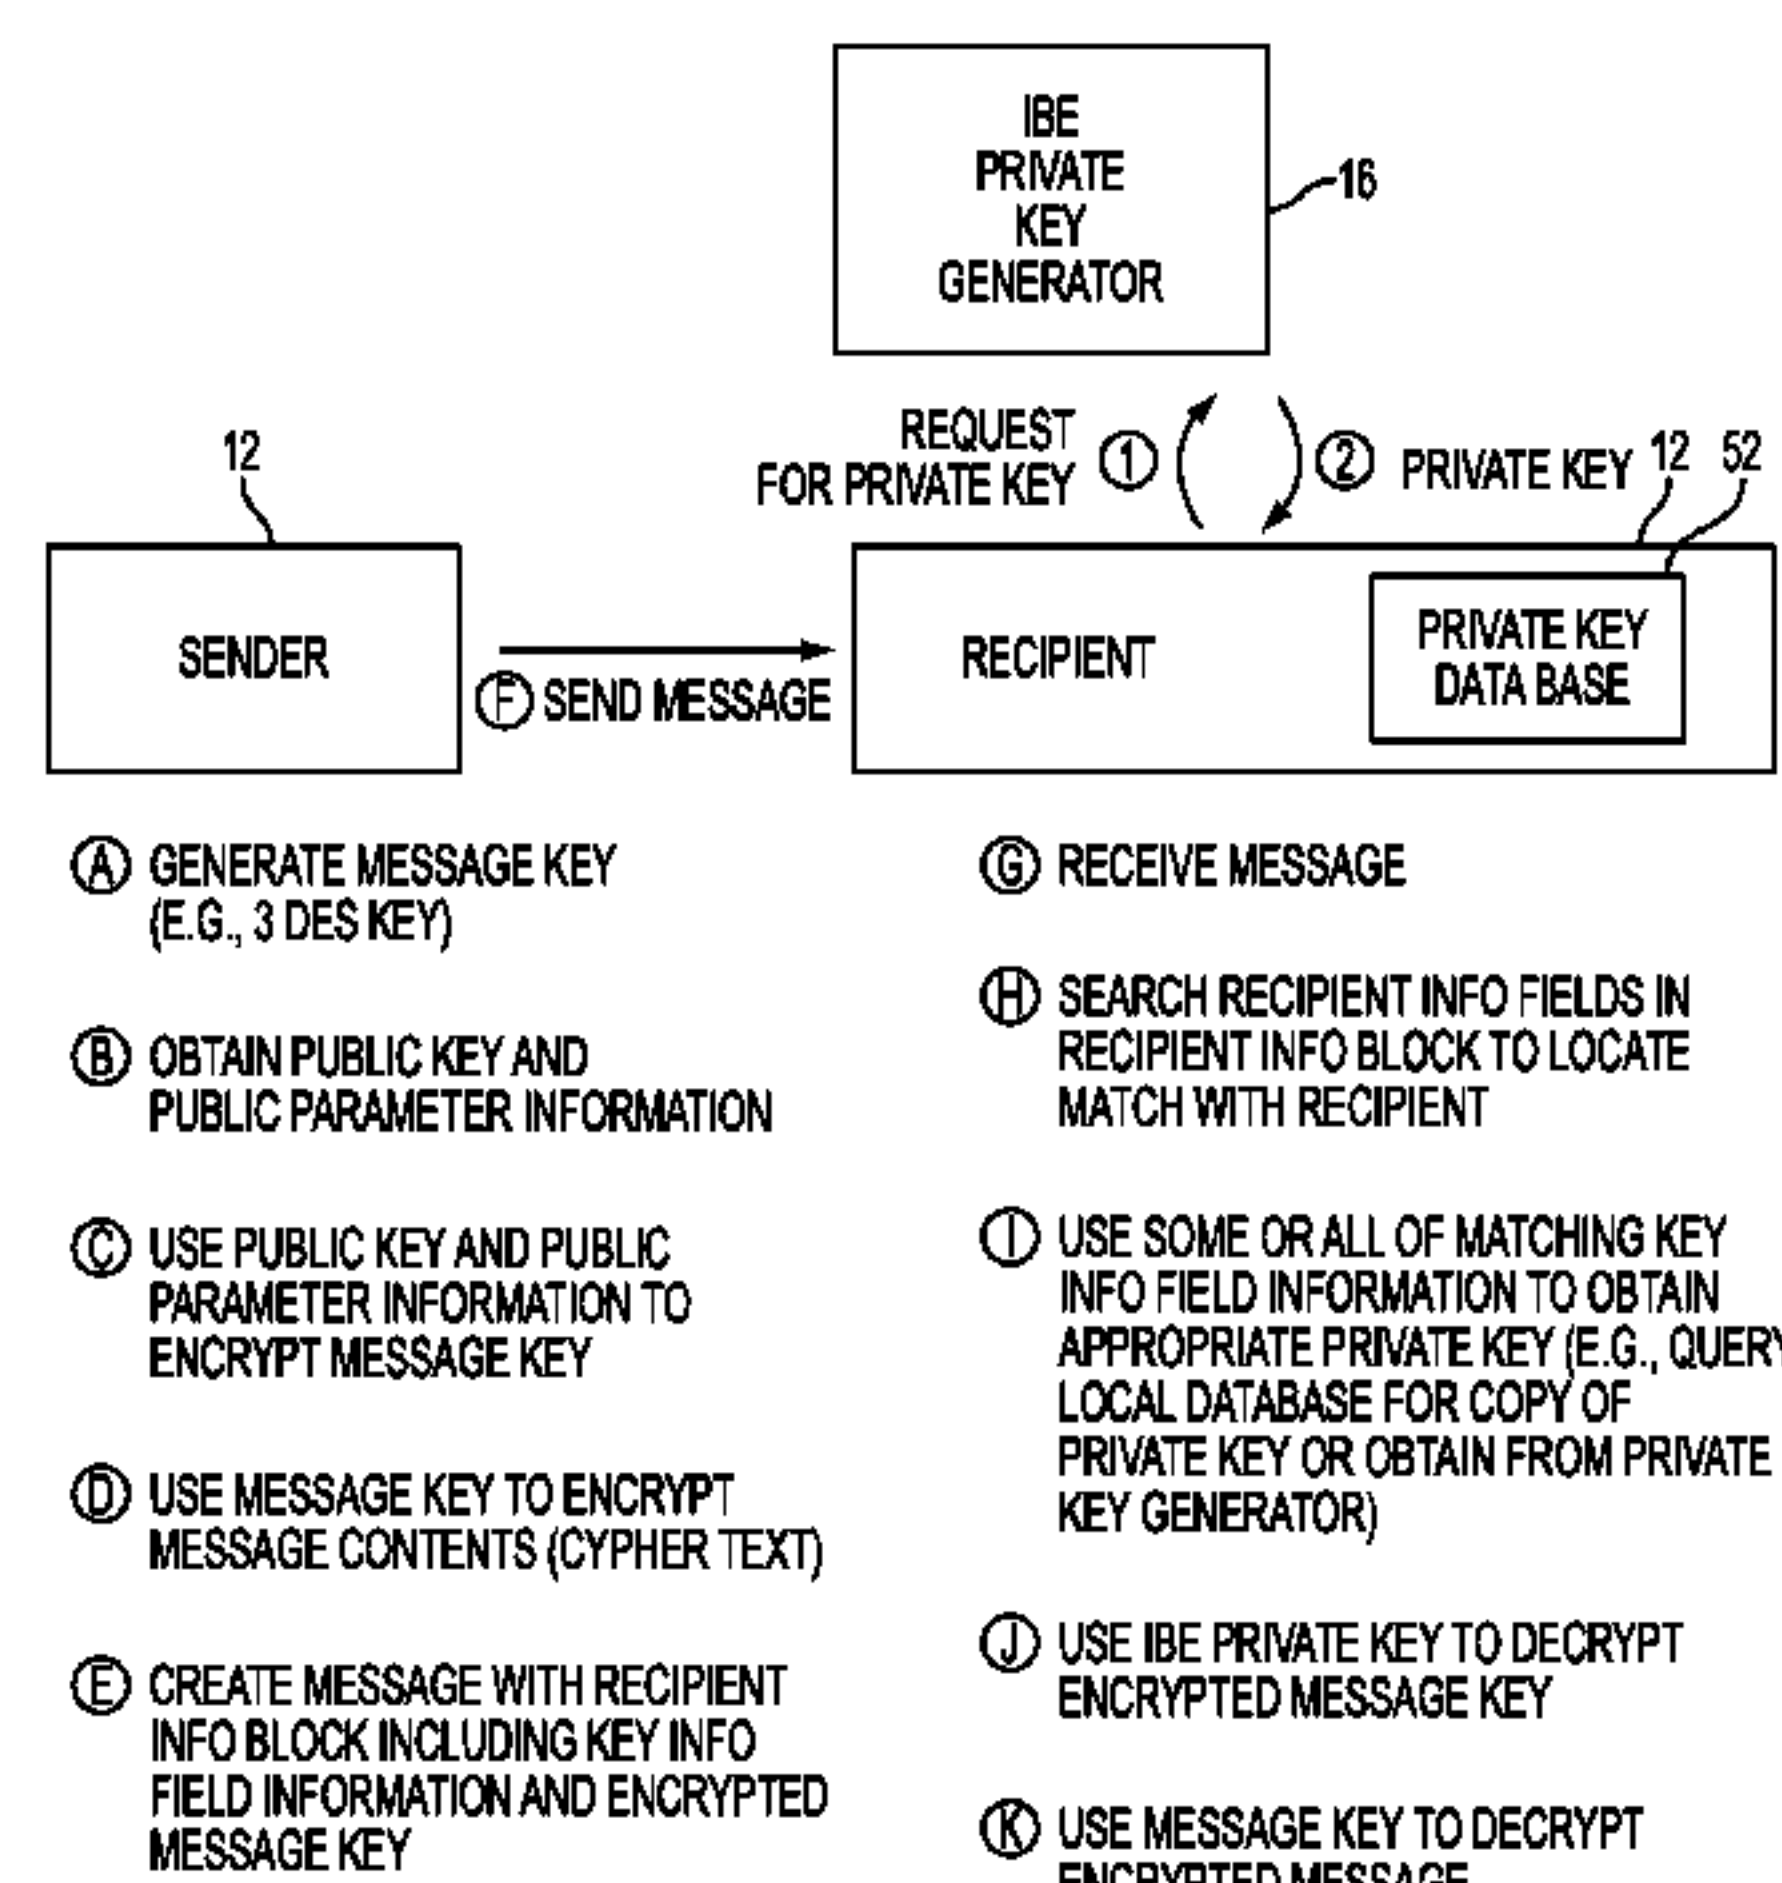 IBE
PRIVATE
KEY
GENERATOR
16
REQUEST
FOR PRIVATE KEY
1
2
PRIVATE KEY
12
52
12
SENDER
F SEND MESSAGE
RECIPIENT
PRIVATE KEY
DATA BASE
A GENERATE MESSAGE KEY
(E.G., 3 DES KEY)
B OBTAIN PUBLIC KEY AND
PUBLIC PARAMETER INFORMATION
C USE PUBLIC KEY AND PUBLIC
PARAMETER INFORMATION TO
ENCRYPT MESSAGE KEY
D USE MESSAGE KEY TO ENCRYPT
MESSAGE CONTENTS (CYPHER TEXT)
E CREATE MESSAGE WITH RECIPIENT
INFO BLOCK INCLUDING KEY INFO
FIELD INFORMATION AND ENCRYPTED
MESSAGE KEY
G RECEIVE MESSAGE
H SEARCH RECIPIENT INFO FIELDS IN
RECIPIENT INFO BLOCK TO LOCATE
MATCH WITH RECIPIENT
I USE SOME OR ALL OF MATCHING KEY
INFO FIELD INFORMATION TO OBTAIN
APPROPRIATE PRIVATE KEY (E.G., QUERY
LOCAL DATABASE FOR COPY OF
PRIVATE KEY OR OBTAIN FROM PRIVATE
KEY GENERATOR)
J USE IBE PRIVATE KEY TO DECRYPT
ENCRYPTED MESSAGE KEY
K USE MESSAGE KEY TO DECRYPT
ENCRYPTED MESSAGE